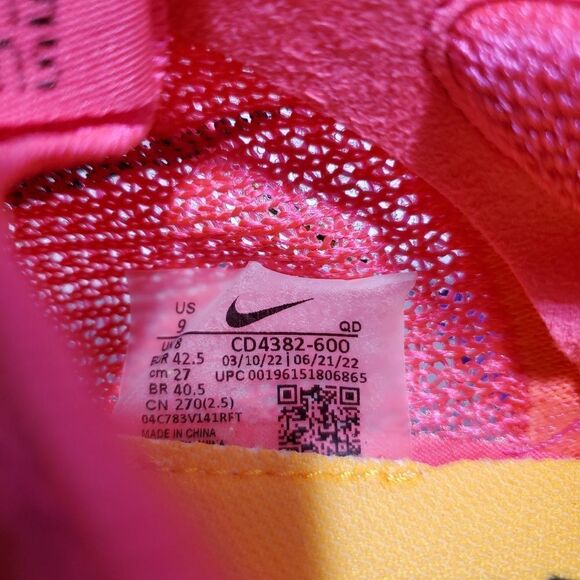 US
9
UK 8
EUR 42.5
cm 27
BR 40.5
CN 270(2.5)
04C783V141RFT
MADE IN CHINA
QD
CD4382-600
03/10/22 | 06/21/22
UPC 00196151806865